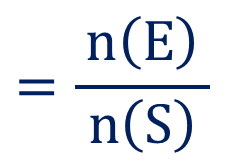 n(E)
=
n(S)